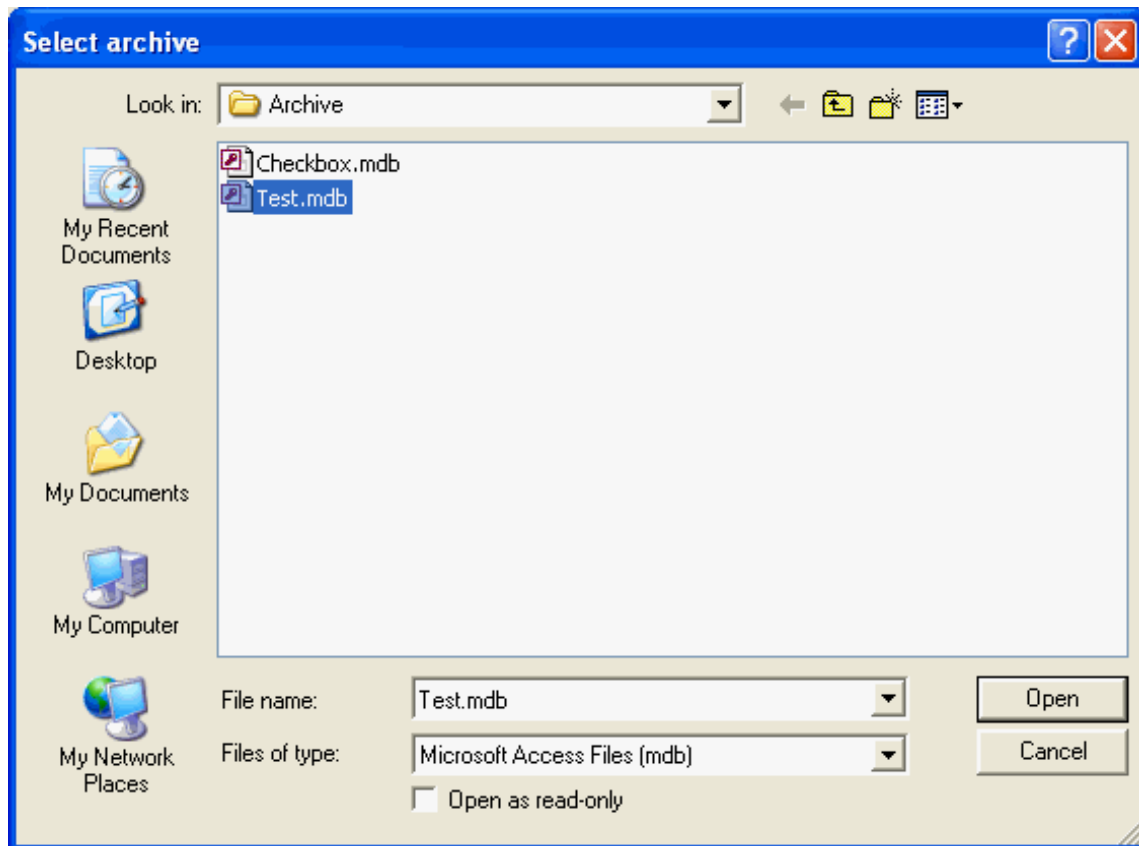 Select archive
Look in:
Archive
Checkbox.mdb
Test.mdb
My Recent
Documents
Desktop
My Documents
My Computer
My Network
Places
File name:
Test.mdb
Open
Files of type:
Microsoft Access Files (mdb)
Cancel
Open as read-only